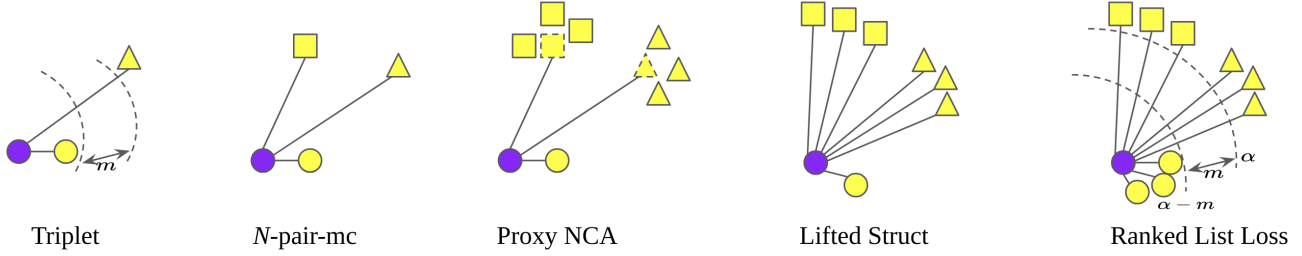 α
m
m
α − m
Triplet
N-pair-mc
Proxy NCA
Lifted Struct
Ranked List Loss